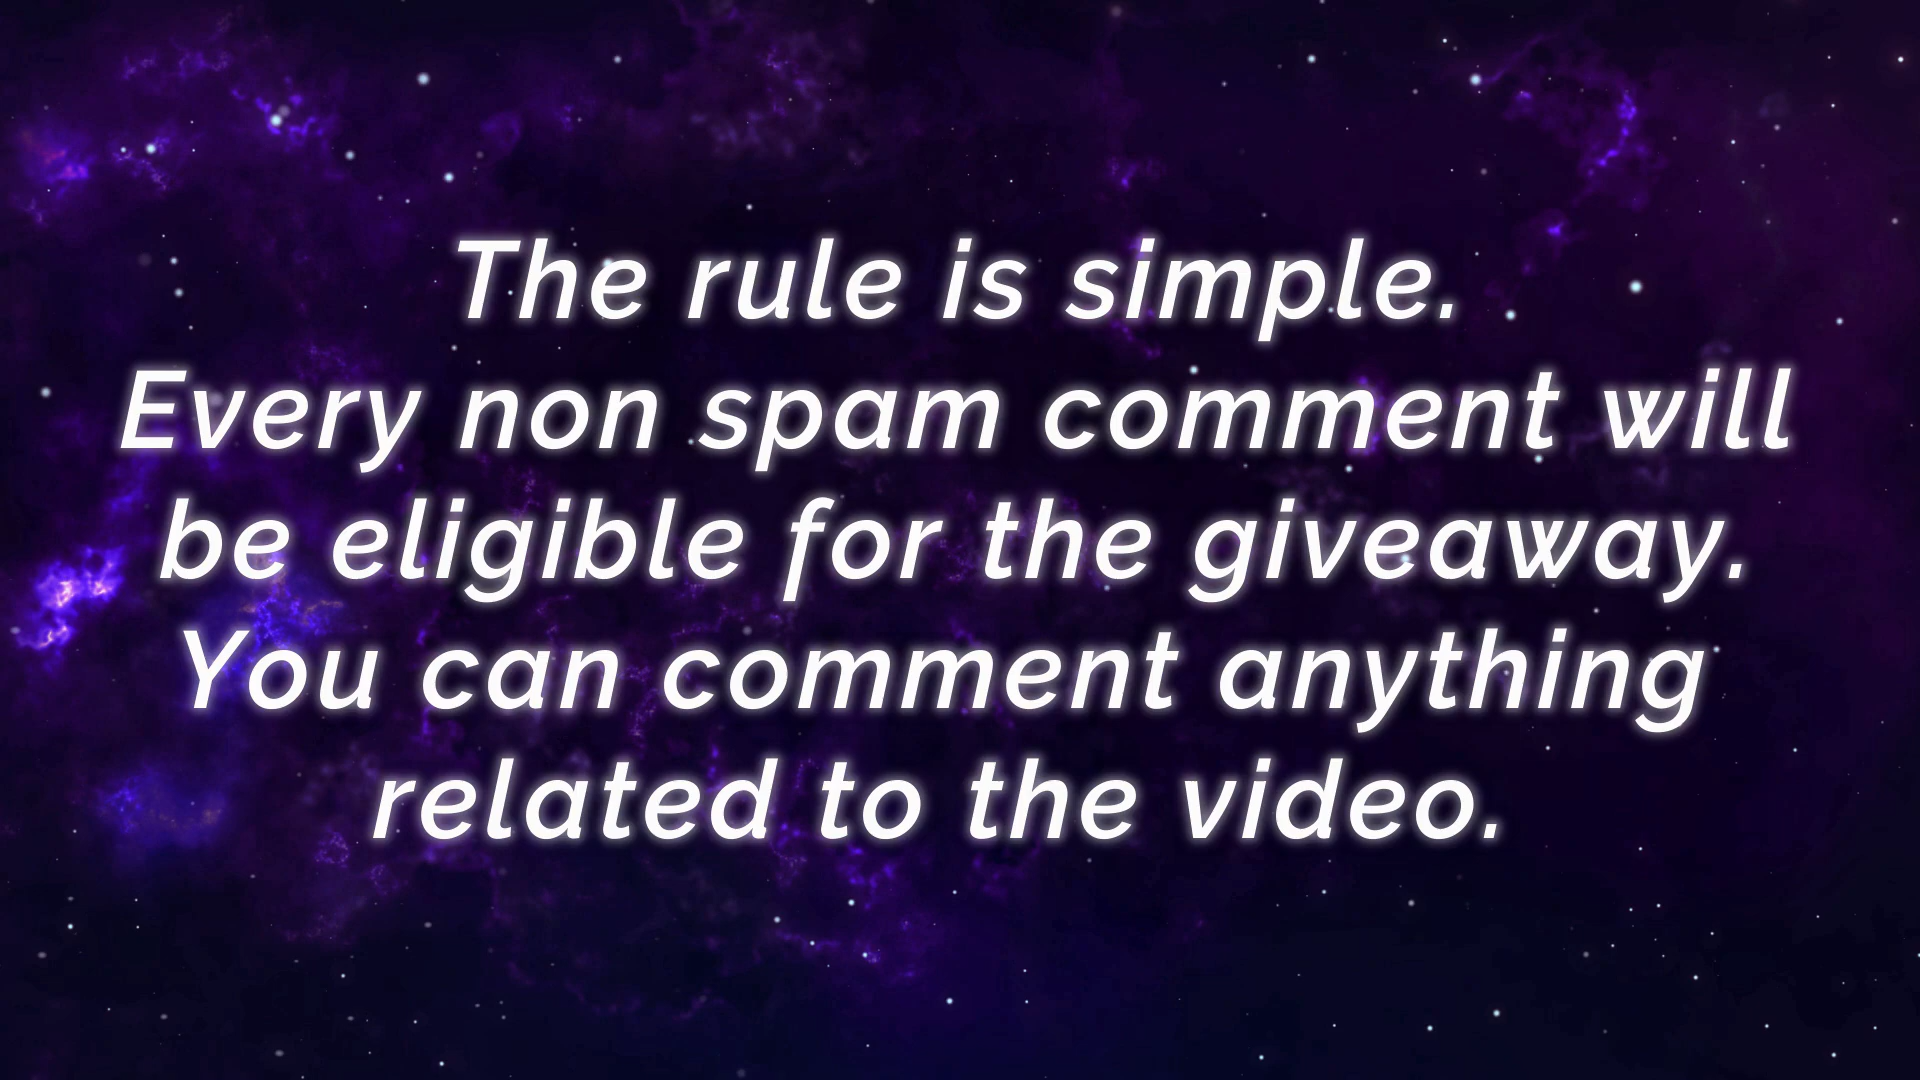 The rule is simple.
Every non spam comment will
be eligible for the giveaway.
You can comment anything
related to the video.